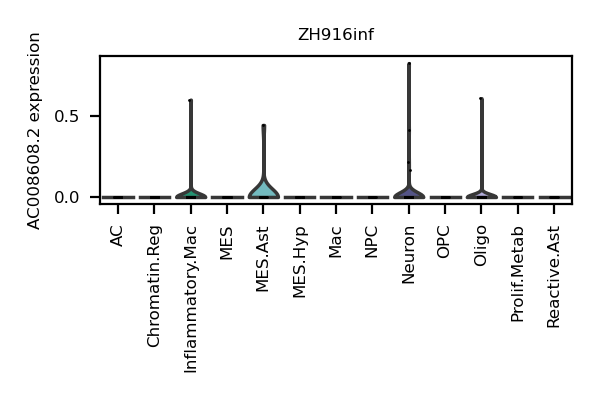 ZH916inf
AC008608.2 expression
0.5
0.0
AC
Chromatin.Reg
Inflammatory.Mac
MES
MES.Ast
MES.Hyp
Mac
NPC
Neuron
OPC
Oligo
Prolif.Metab
Reactive.Ast